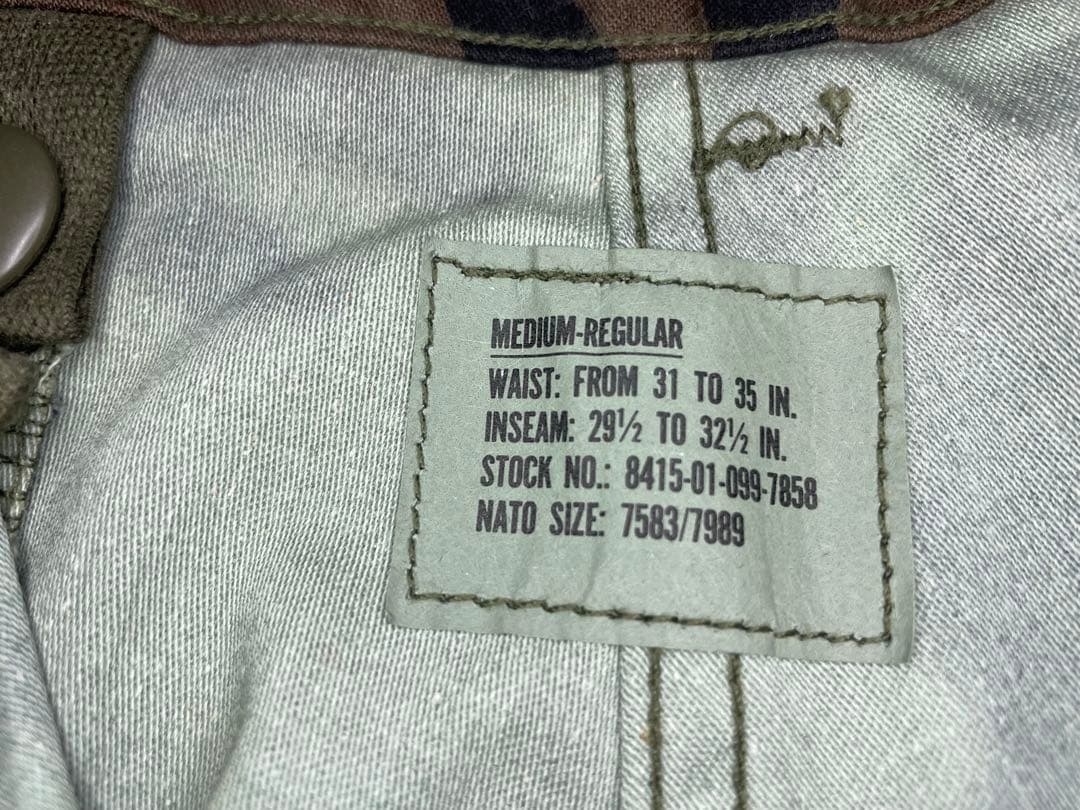 MEDIUM-REGULAR
WAIST: FROM 31 TO 35 IN.
INSEAM: 29½ TO 32½ IN.
STOCK NO.: 8415-01-099-7858
NATO SIZE: 7583/7989